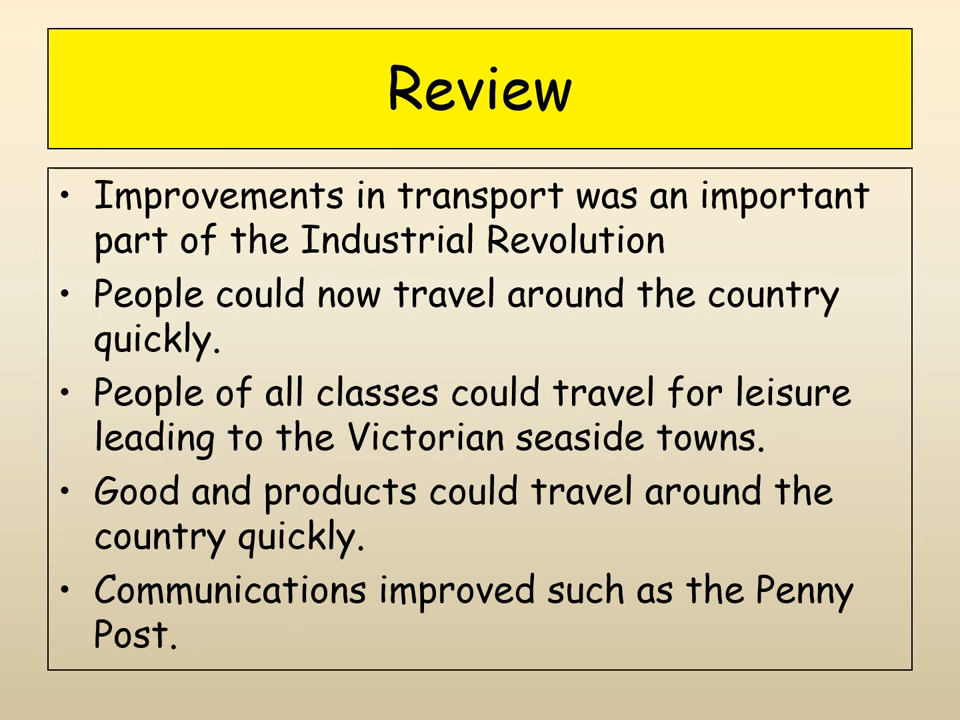 Review
• Improvements in transport was an important
part of the Industrial Revolution
• People could now travel around the country
quickly.
• People of all classes could travel for leisure
leading to the Victorian seaside towns.
• Good and products could travel around the
country quickly.
• Communications improved such as the Penny
Post.